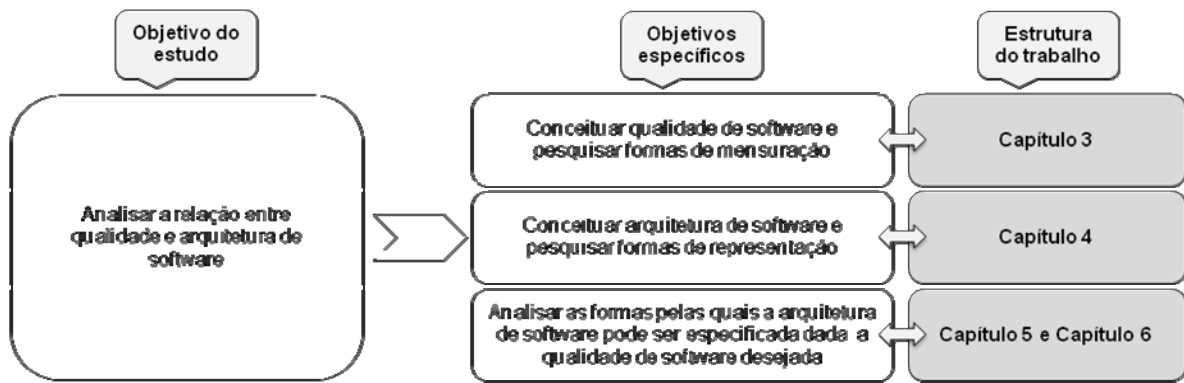 Objetivo do
estudo
Objetivos
específicos
Estrutura
do trabalho
Analisar a relação entre
qualidade e arquitetura de
software
Conceituar qualidade de software e
pesquisar formas de mensuração
Capítulo 3
Conceituar arquitetura de software e
pesquisar formas de representação
Capítulo 4
Analisar as formas pelas quais a arquitetura
de software pode ser especificada dada a
qualidade de software desejada
Capítulo 5 e Capítulo 6